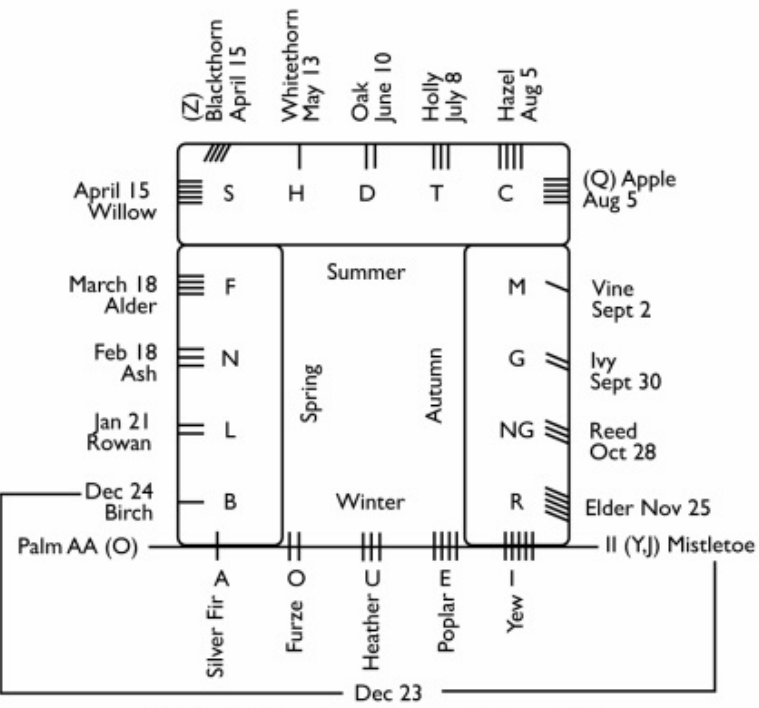 (Z)
Blackthorn
April 15
Whitethorn
May 13
Oak
June 10
Holly
July 8
Hazel
Aug 5
April 15
Willow
S
H
D
T
C
(Q) Apple
Aug 5
March 18
Alder
F
Summer
M
Vine
Sept 2
Feb 18
Ash
N
Spring
Autumn
G
Ivy
Sept 30
Jan 21
Rowan
L
NG
Reed
Oct 28
Dec 24
Birch
B
Winter
R
Elder Nov 25
Palm AA (O)
II (Y,J) Mistletoe
A
O
U
E
I
Silver Fir
Furze
Heather
Poplar
Yew
Dec 23